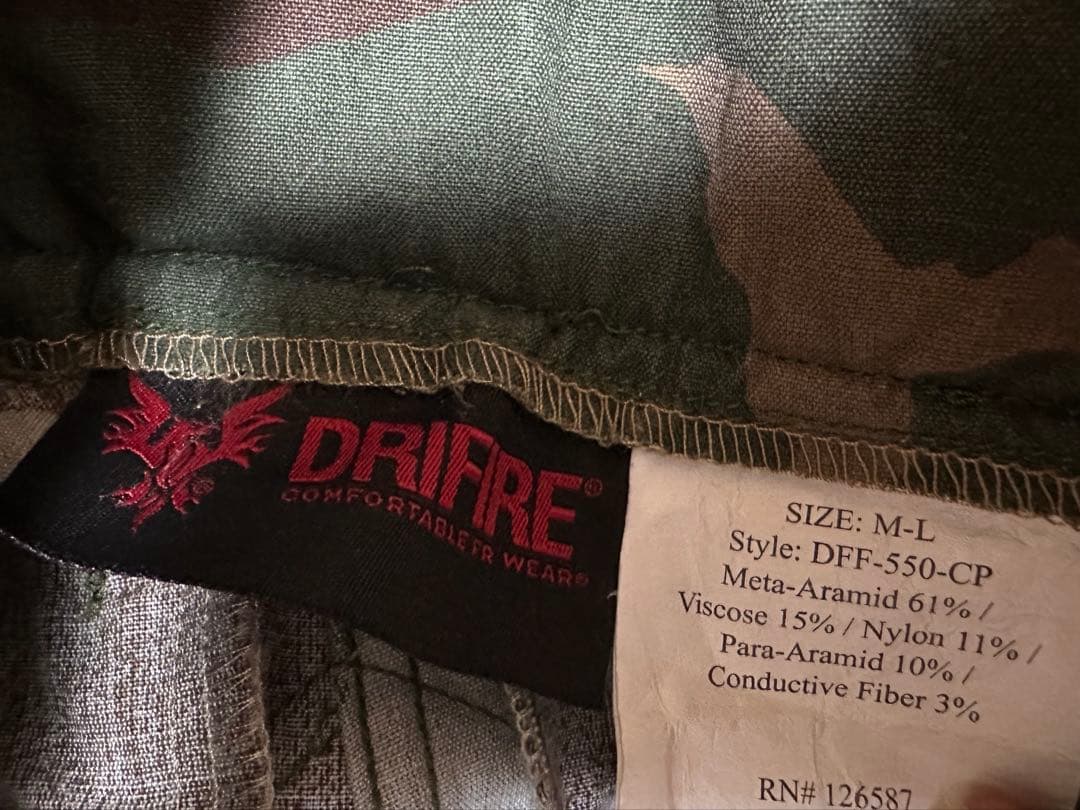 DRIFIRE®
COMFORTABLE FR WEAR®
SIZE: M-L
Style: DFF-550-CP
Meta-Aramid 61% /
Viscose 15% / Nylon 11% /
Para-Aramid 10% /
Conductive Fiber 3%
RN# 126587